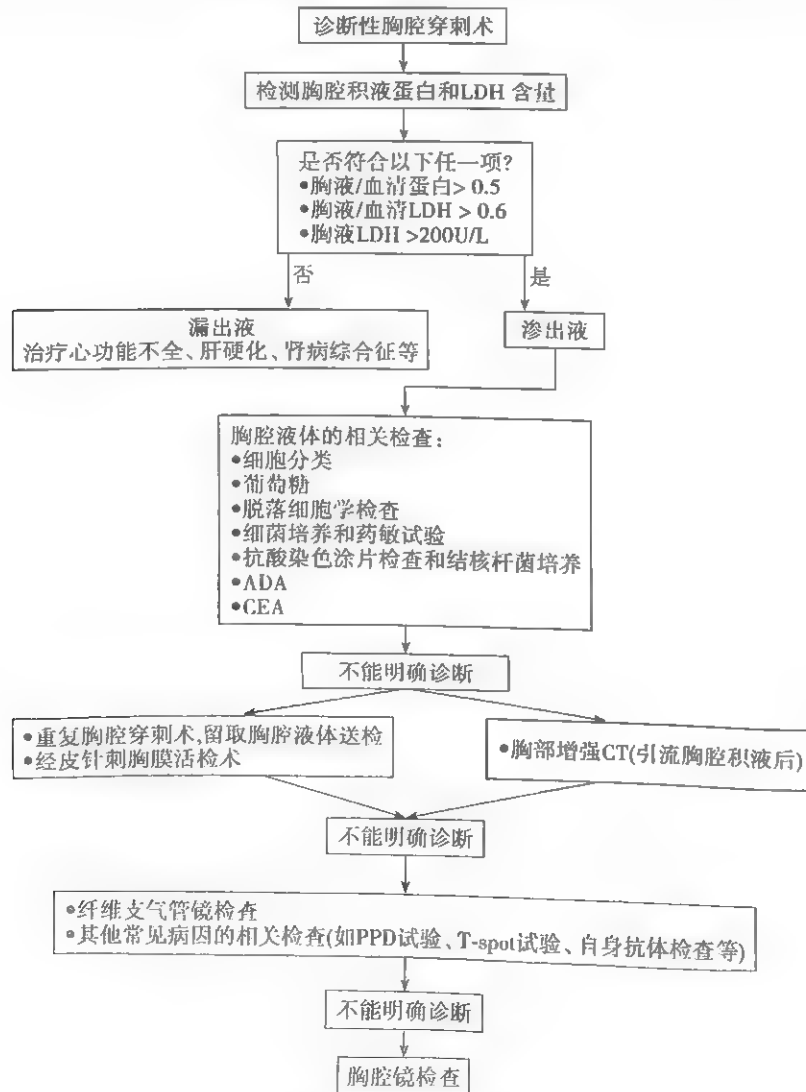 诊断性胸腔穿刺术
检测胸腔积液蛋白和LDH 含量
是否符合以下任一项?
•胸液/血清蛋白> 0.5
•胸液/血清LDH > 0.6
•胸液LDH >200U/L
否
是
漏出液
治疗心功能不全、肝硬化、肾病综合征等
渗出液
胸腔液体的相关检查：
•细胞分类
•葡萄糖
•脱落细胞学检查
•细菌培养和药敏试验
•抗酸染色涂片检查和结核杆菌培养
•ADA
•CEA
不能明确诊断
•重复胸腔穿刺术,留取胸腔液体送检
•经皮针刺胸膜活检术
•胸部增强CT(引流胸腔积液后)
不能明确诊断
•纤维支气管镜检查
•其他常见病因的相关检查(如PPD试验、T-spot试验、自身抗体检查等)
不能明确诊断
胸腔镜检查